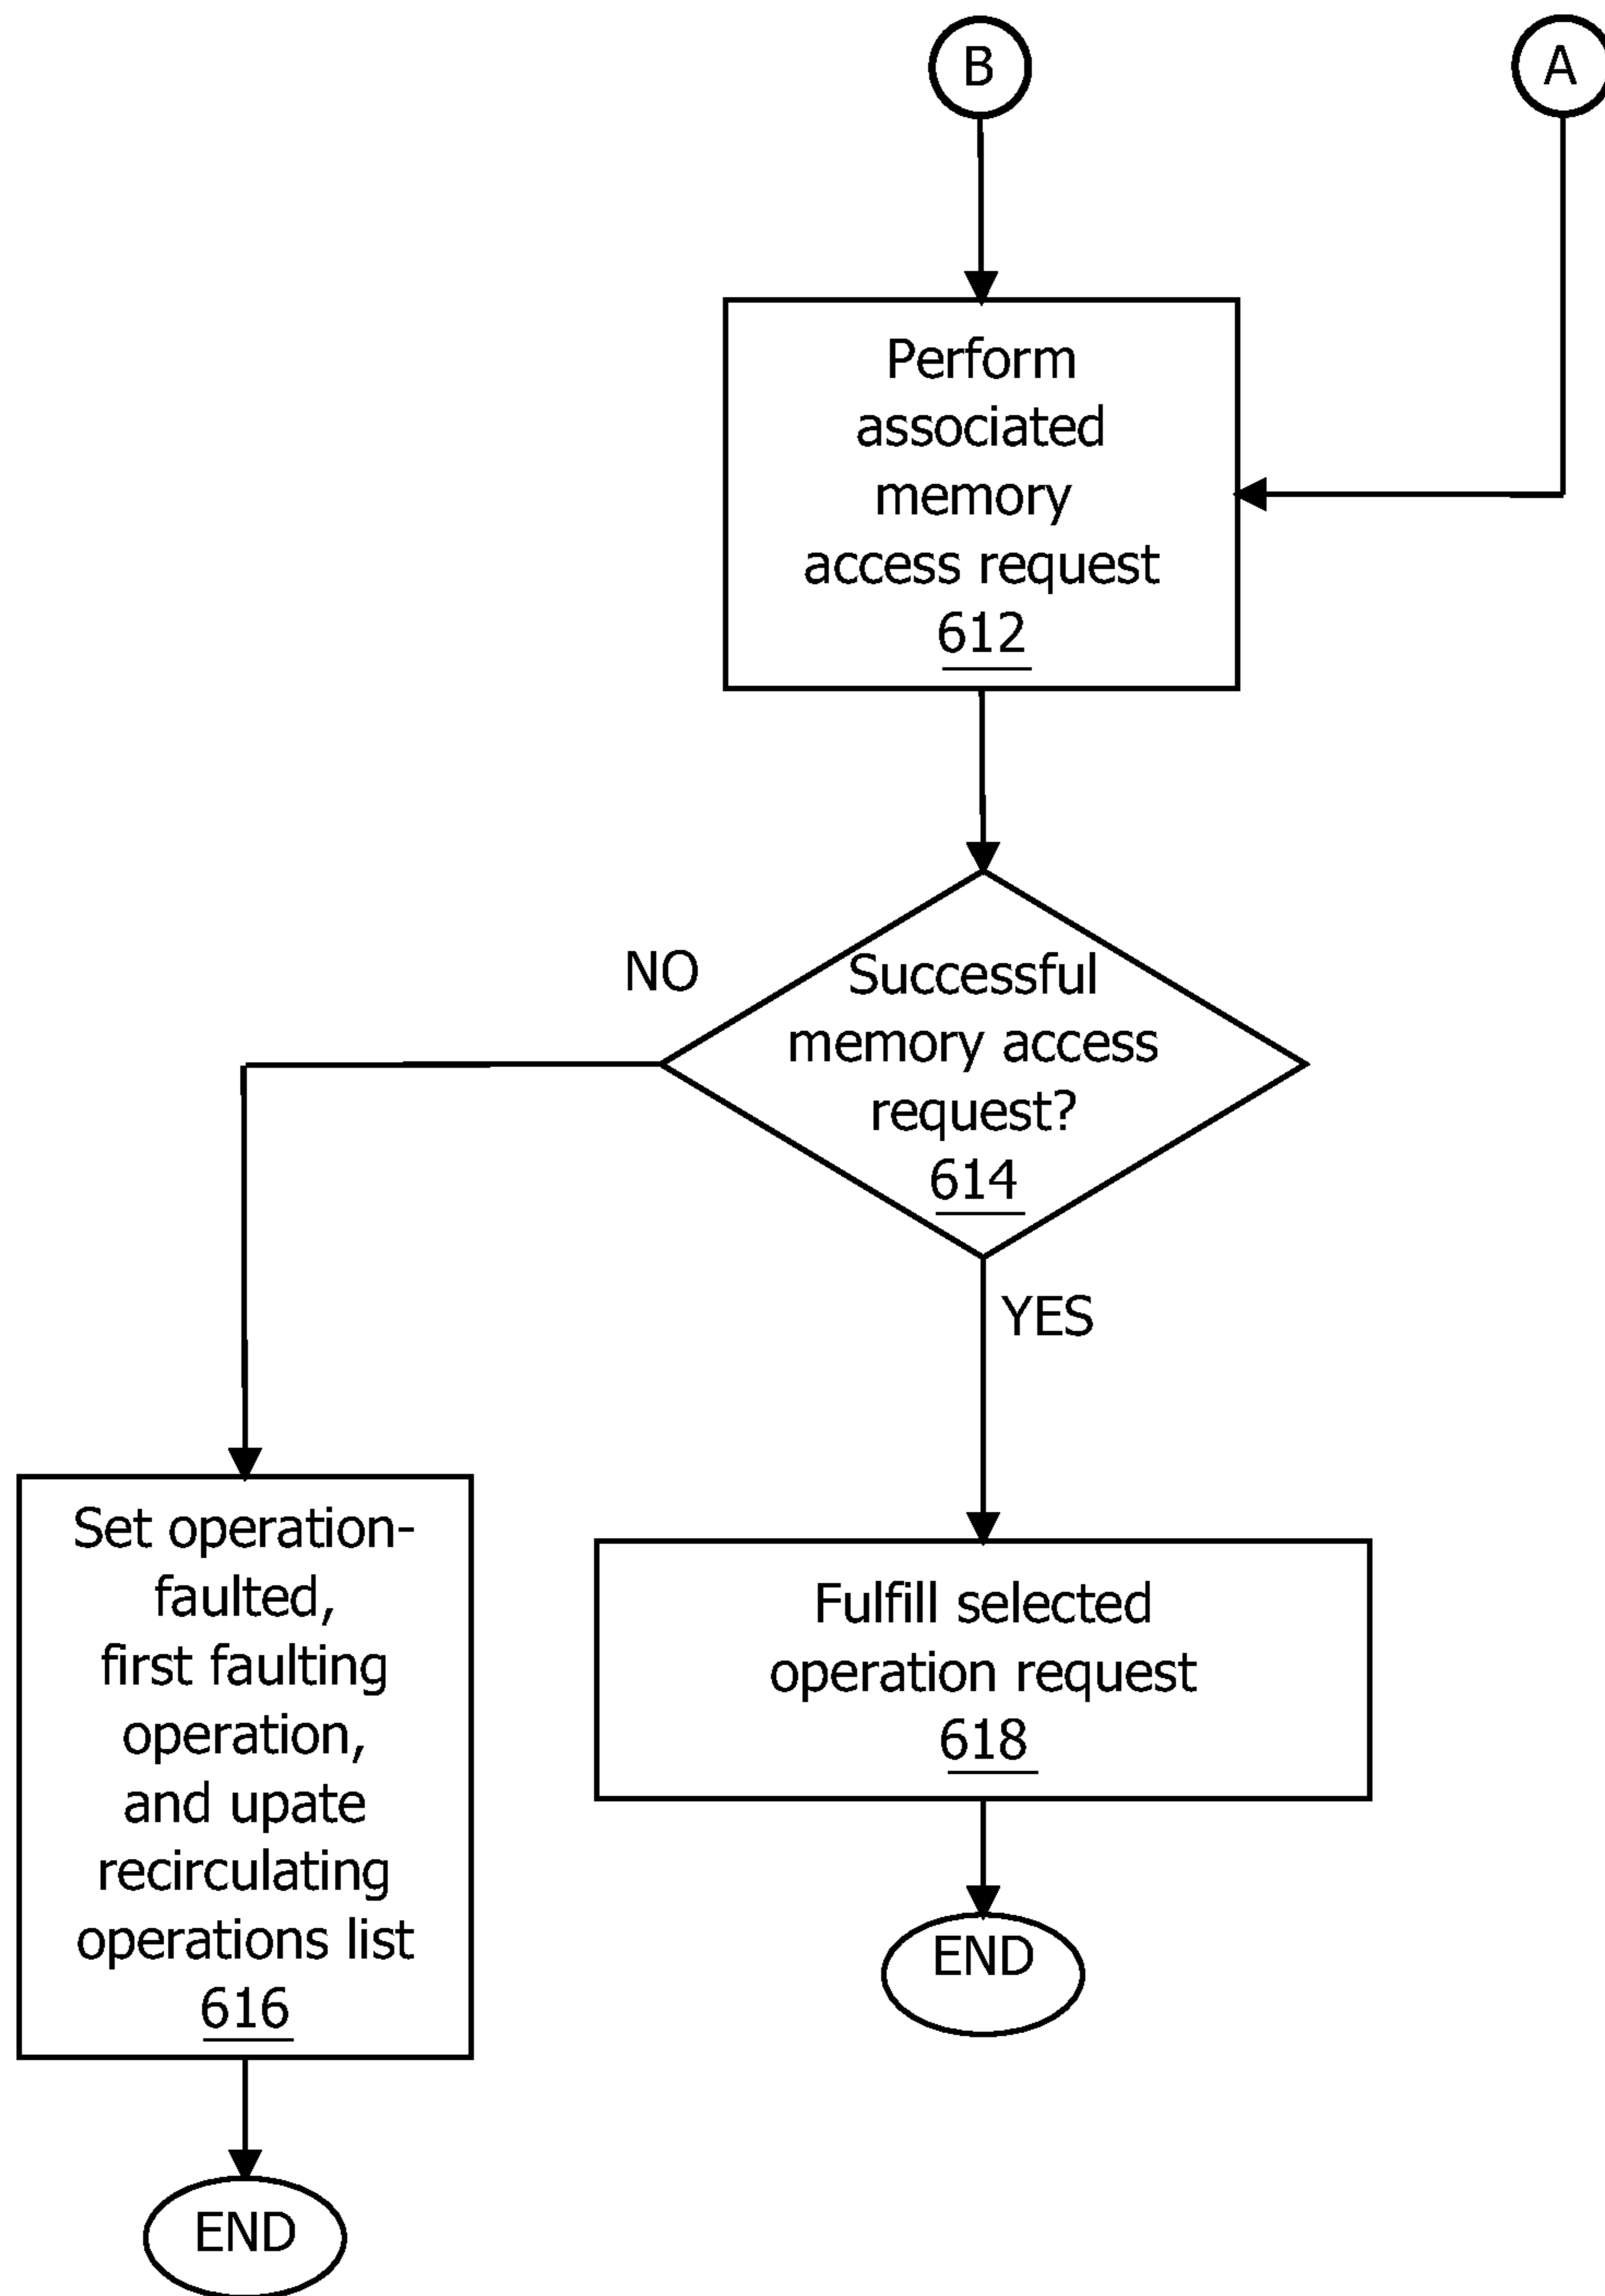 B
A
Perform
associated
memory
access request
612
NO
Successful
memory access
request?
614
YES
Set operation-
faulted,
first faulting
operation,
and upate
recirculating
operations list
616
Fulfill selected
operation request
618
END
END